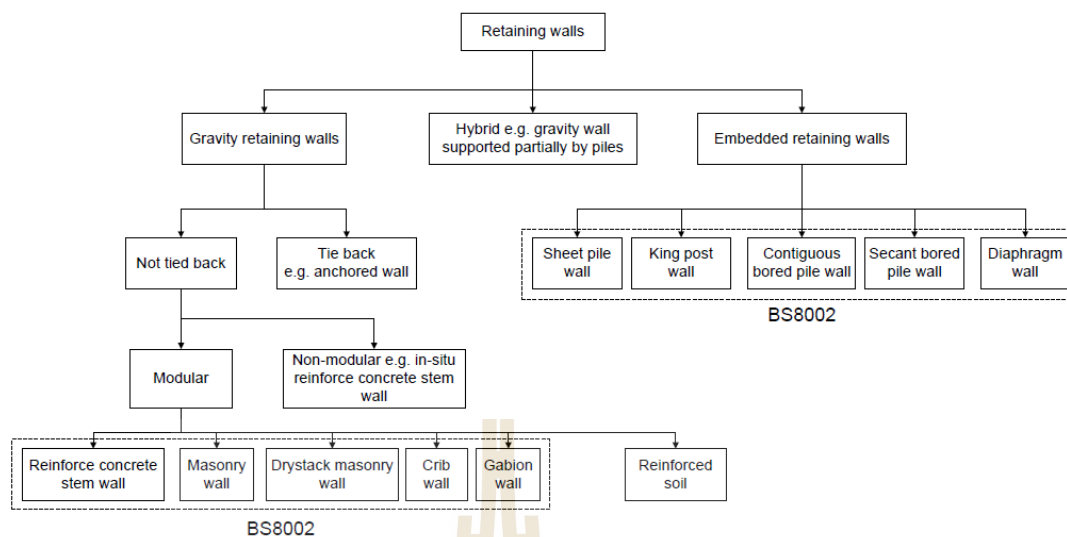 Retaining walls
Gravity retaining walls
Hybrid e.g. gravity wall
supported partially by piles
Embedded retaining walls
Not tied back
Tie back
e.g. anchored wall
Sheet pile
wall
King post
wall
Contiguous
bored pile wall
Secant bored
pile wall
Diaphragm
wall
BS8002
Modular
Non-modular e.g. in-situ
reinforce concrete stem
wall
Reinforce concrete
stem wall
Masonry
wall
Drystack masonry
wall
Crib
wall
Gabion
wall
Reinforced
soil
BS8002